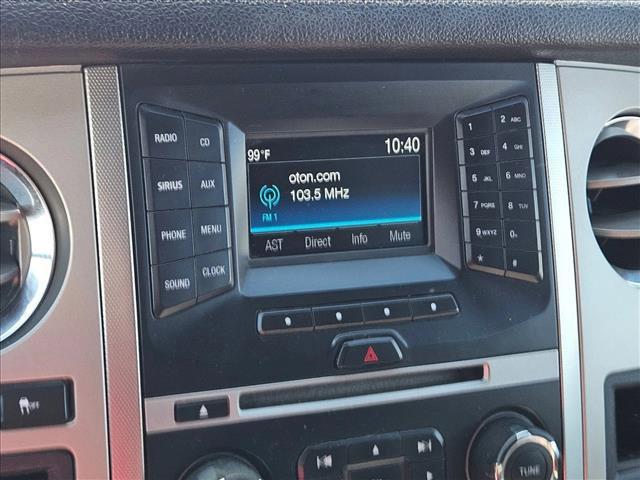 RADIO CD
SIRIUS AUX
PHONE MENU
SOUND CLOCK
99°F 10:40
oton.com
103.5 MHz
FM 1
AST Direct Info Mute
1 2 ABC
3 DEF 4 GHI
5 JKL 6 MNO
7 PQRS 8 TUV
9 WXYZ 0
* #
OFF
TUNE